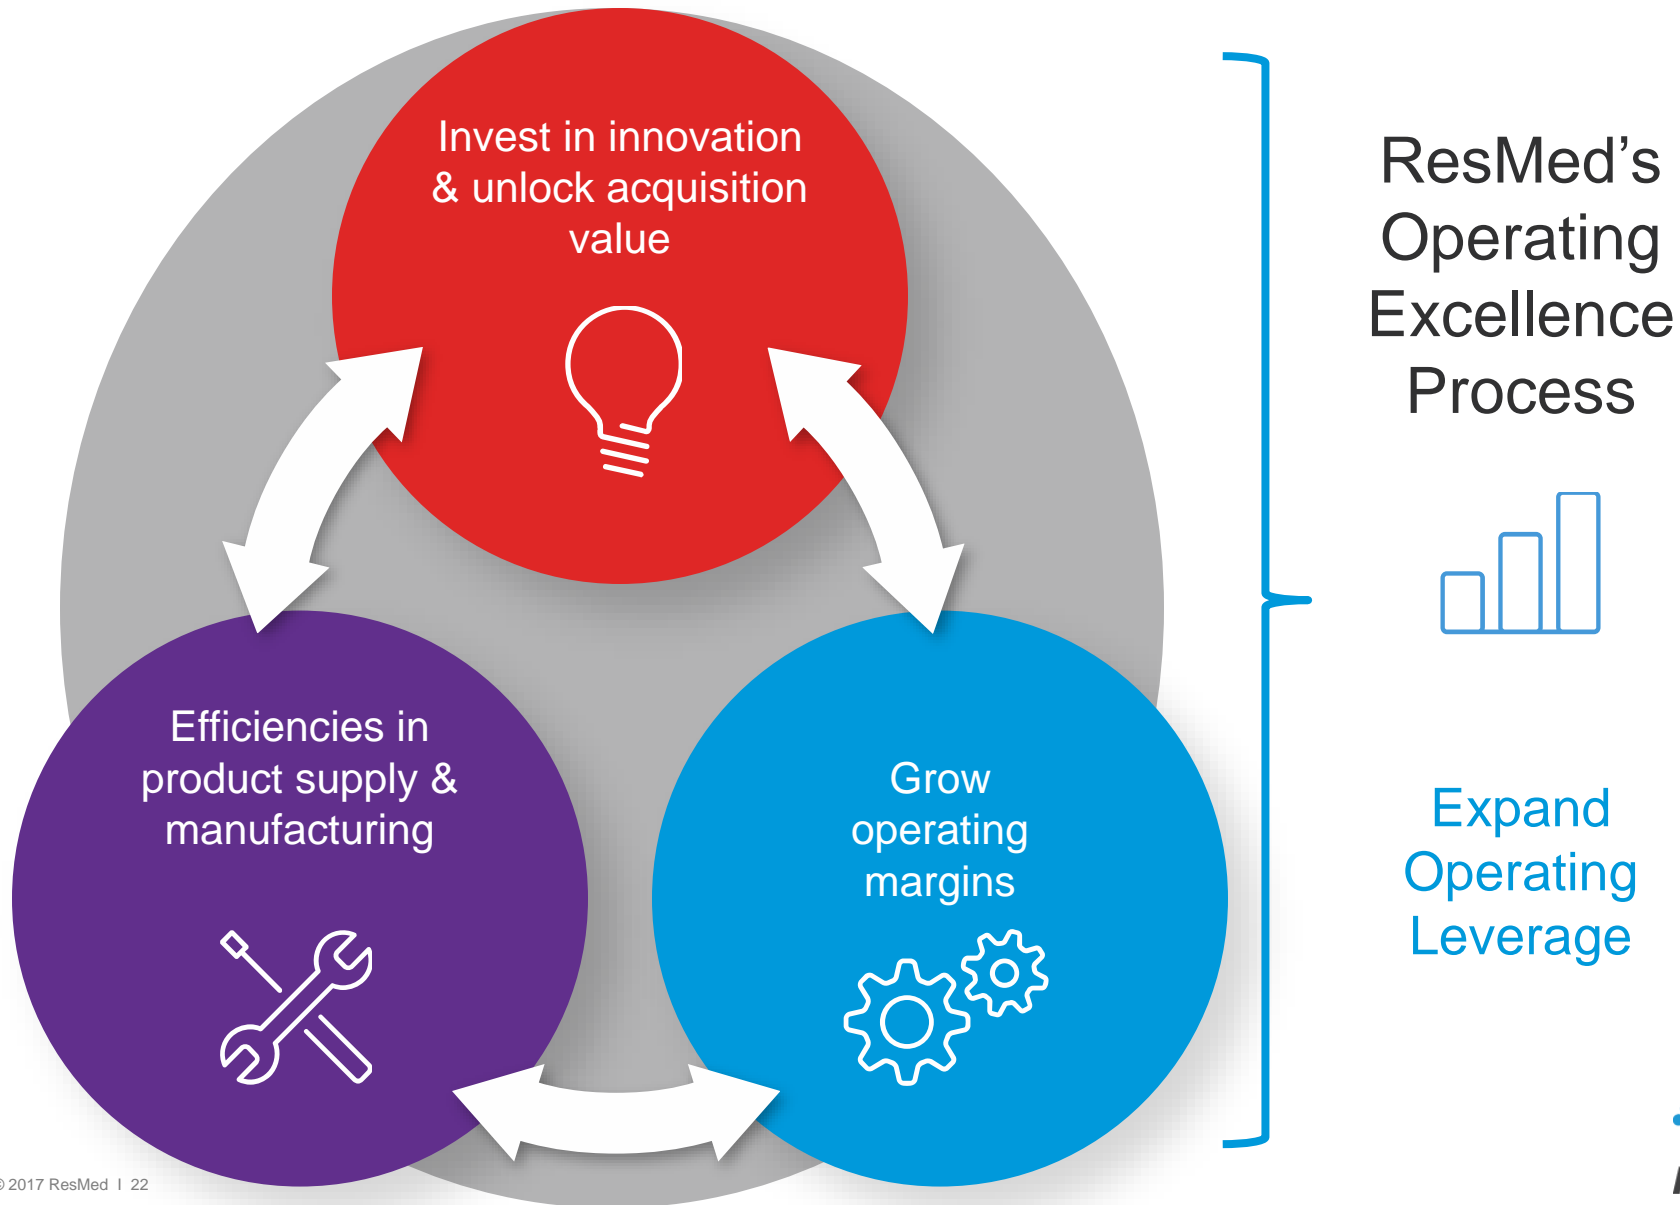 Invest in innovation
& unlock acquisition
value
Efficiencies in
product supply &
manufacturing
Grow
operating
margins
ResMed’s
Operating
Excellence
Process
Expand
Operating
Leverage
© 2017 ResMed I 22